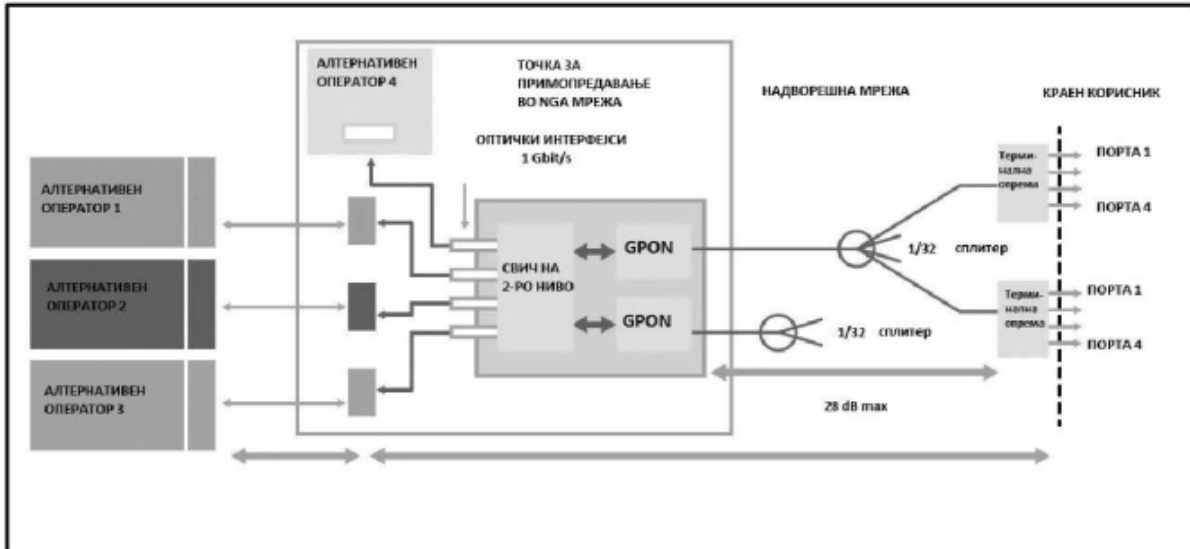 АЛТЕРНАТИВЕН
ОПЕРАТОР 4
ТОЧКА ЗА
ПРИМОПРЕДАВАЊЕ
ВО NGA МРЕЖА
НАДВОРЕШНА МРЕЖА
КРАЕН КОРИСНИК
ОПТИЧКИ ИНТЕРФЕЈСИ
1 Gbit/s
АЛТЕРНАТИВЕН
ОПЕРАТОР 1
АЛТЕРНАТИВЕН
ОПЕРАТОР 2
АЛТЕРНАТИВЕН
ОПЕРАТОР 3
СВИЧ НА
2-РО НИВО
GPON
GPON
1/32 сплитер
1/32 сплитер
28 dB max
Терми-
нална
опрема
ПОРТА 1
ПОРТА 4
Терми-
нална
опрема
ПОРТА 1
ПОРТА 4